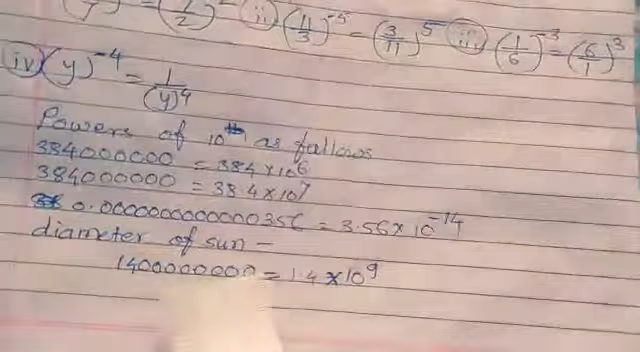 ii) (11/3)^-5 = (3/11)^5 iii) (1/6)^-3 = (6/1)^3
iv) (y)^-4 = 1/(y)^4
Powers of 10th as follows
384000000 = 384 × 10^6
384000000 = 38.4 × 10^7
0.0000000000000356 = 3.56 × 10^-14
diameter of sun -
1400000000 = 1.4 × 10^9